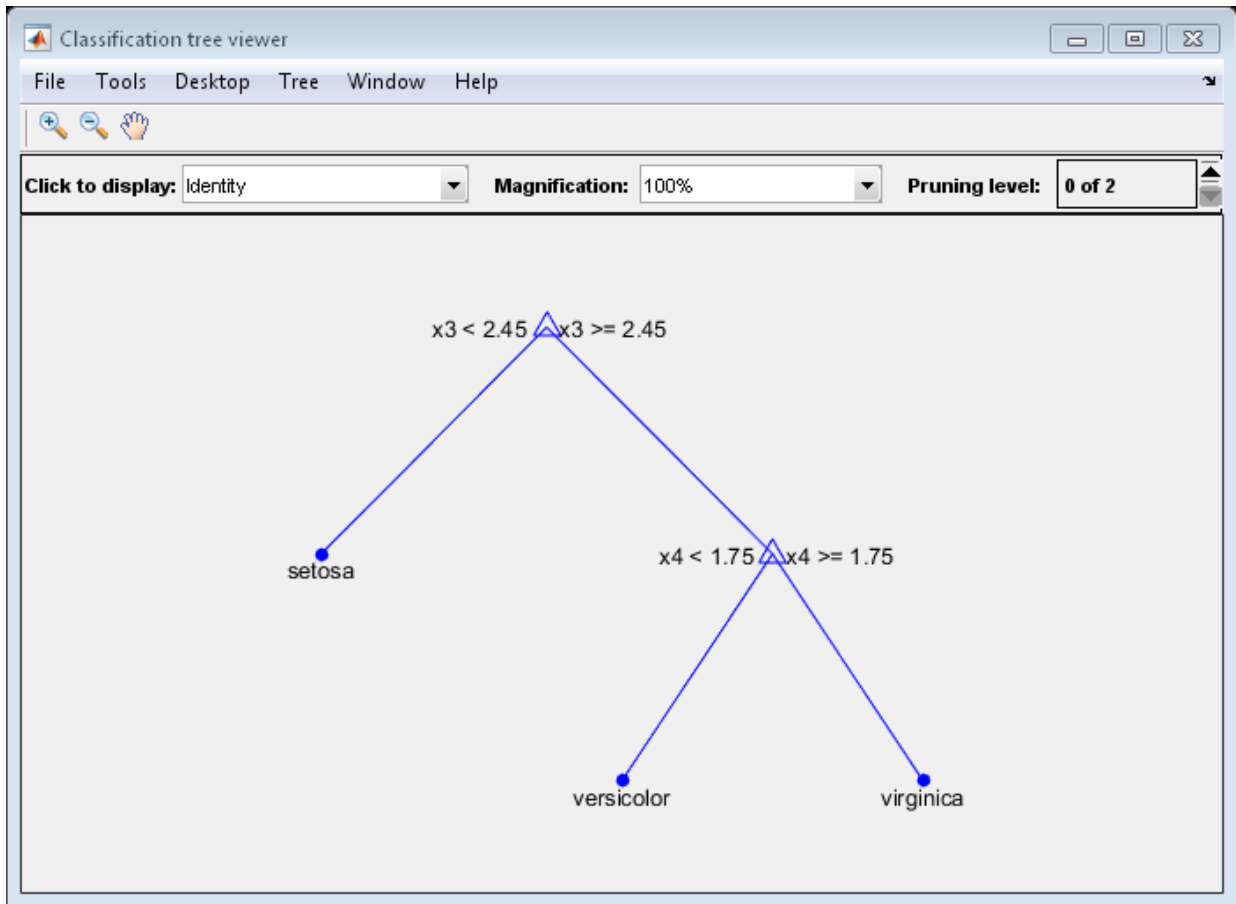 Classification tree viewer
File Tools Desktop Tree Window Help
Click to display: Identity Magnification: 100% Pruning level: 0 of 2
x3 < 2.45 x3 >= 2.45
setosa
x4 < 1.75 x4 >= 1.75
versicolor virginica